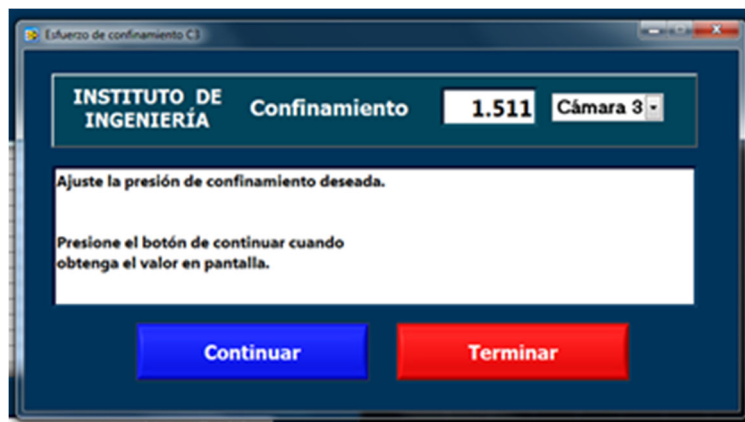 Esfuerzo de confinamiento C3
INSTITUTO DE
INGENIERÍA
Confinamiento
1.511
Cámara 3
Ajuste la presión de confinamiento deseada.
Presione el botón de continuar cuando
obtenga el valor en pantalla.
Continuar
Terminar